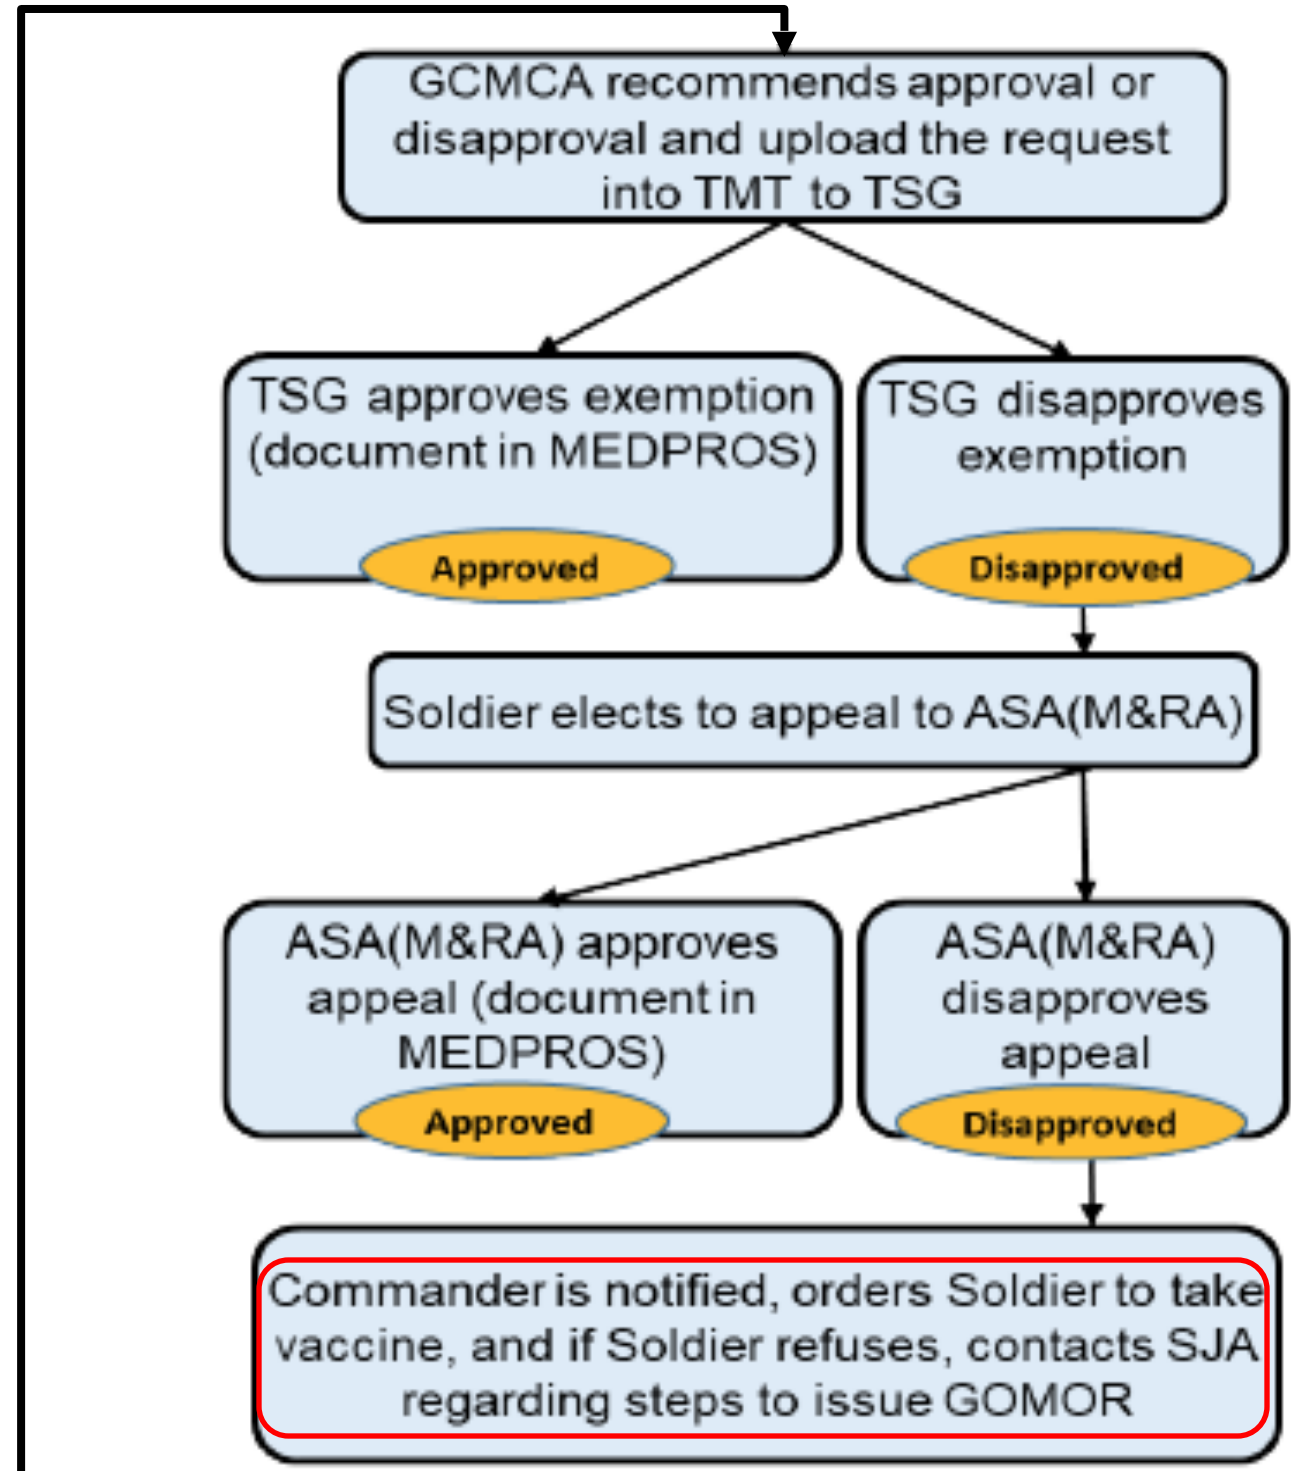 GCMCA recommends approval or
disapproval and upload the request
into TMT to TSG
TSG approves exemption
(document in MEDPROS)
Approved
TSG disapproves
exemption
Disapproved
Soldier elects to appeal to ASA(M&RA)
ASA(M&RA) approves
appeal (document in
MEDPROS)
Approved
ASA(M&RA)
disapproves
appeal
Disapproved
Commander is notified, orders Soldier to take
vaccine, and if Soldier refuses, contacts SJA
regarding steps to issue GOMOR